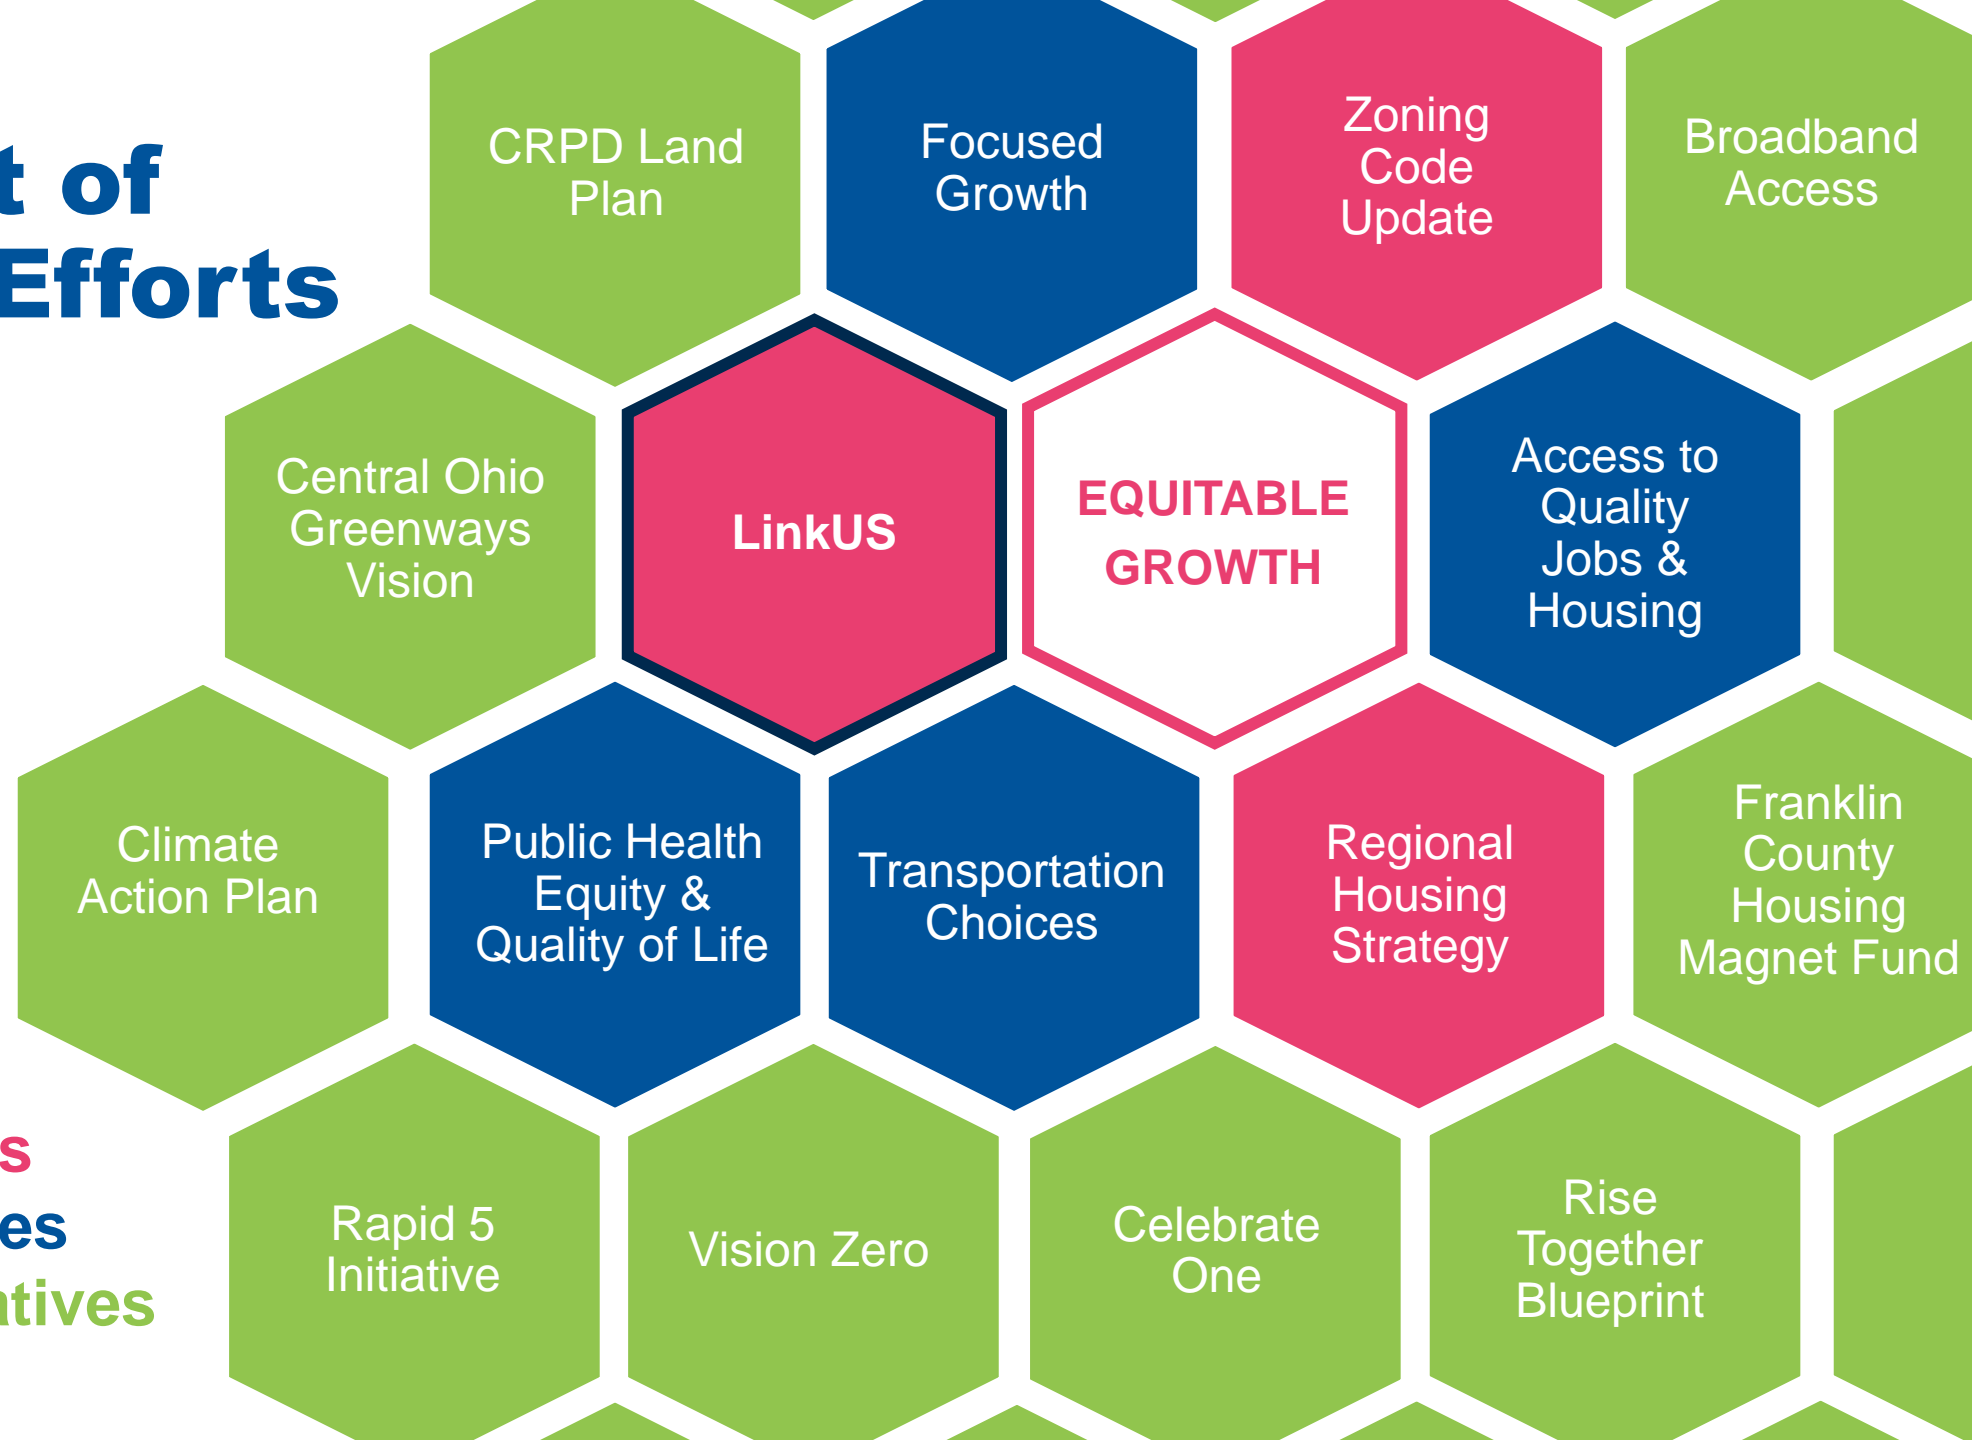 t of
Efforts
CRPD Land
Plan
Focused
Growth
Zoning
Code
Update
Broadband
Access
Central Ohio
Greenways
Vision
LinkUS
EQUITABLE
GROWTH
Access to
Quality
Jobs &
Housing
Climate
Action Plan
Public Health
Equity &
Quality of Life
Transportation
Choices
Regional
Housing
Strategy
Franklin
County
Housing
Magnet Fund
s
es
atives
Rapid 5
Initiative
Vision Zero
Celebrate
One
Rise
Together
Blueprint